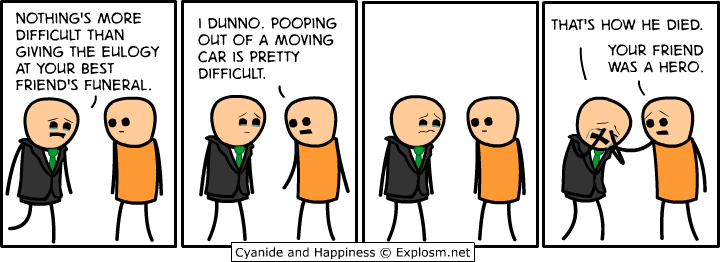 NOTHING'S MORE
DIFFICULT THAN
GIVING THE EULOGY
AT YOUR BEST
FRIEND'S FUNERAL.
I DUNNO. POOPING
OUT OF A MOVING
CAR IS PRETTY
DIFFICULT.
THAT'S HOW HE DIED.
YOUR FRIEND
WAS A HERO.
Cyanide and Happiness © Explosm.net